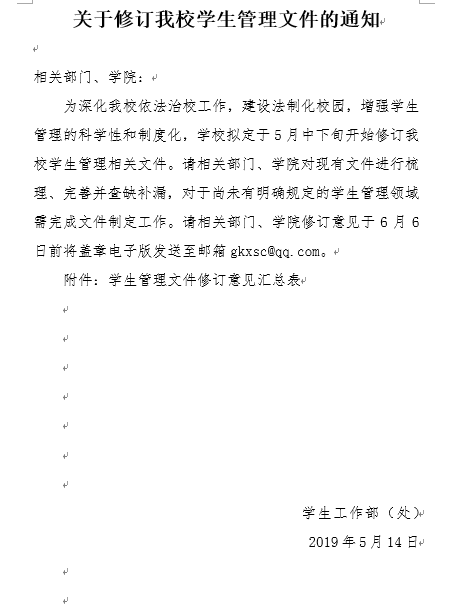 关于修订我校学生管理文件的通知
相关部门、学院：
为深化我校依法治校工作，建设法制化校园，增强学生
管理的科学性和制度化，学校拟定于 5 月中下旬开始修订我
校学生管理相关文件。请相关部门、学院对现有文件进行梳
理、完善并查缺补漏，对于尚未有明确规定的学生管理领域
需完成文件制定工作。请相关部门、学院修订意见于 6 月 6
日前将盖章电子版发送至邮箱 gkxsc@qq.com。
附件：学生管理文件修订意见汇总表
学生工作部（处）
2019 年 5 月 14 日